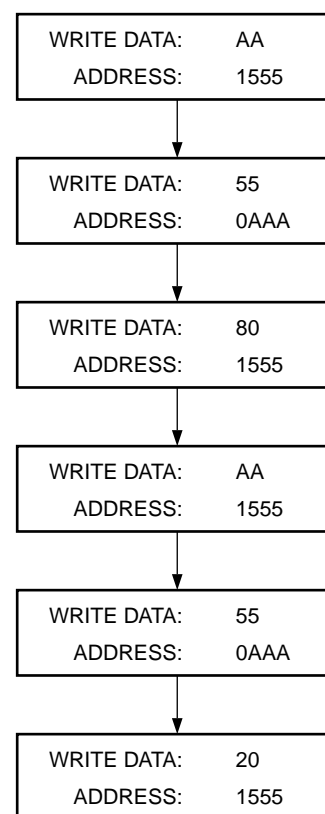 WRITE DATA: AA
ADDRESS: 1555
WRITE DATA: 55
ADDRESS: 0AAA
WRITE DATA: 80
ADDRESS: 1555
WRITE DATA: AA
ADDRESS: 1555
WRITE DATA: 55
ADDRESS: 0AAA
WRITE DATA: 20
ADDRESS: 1555